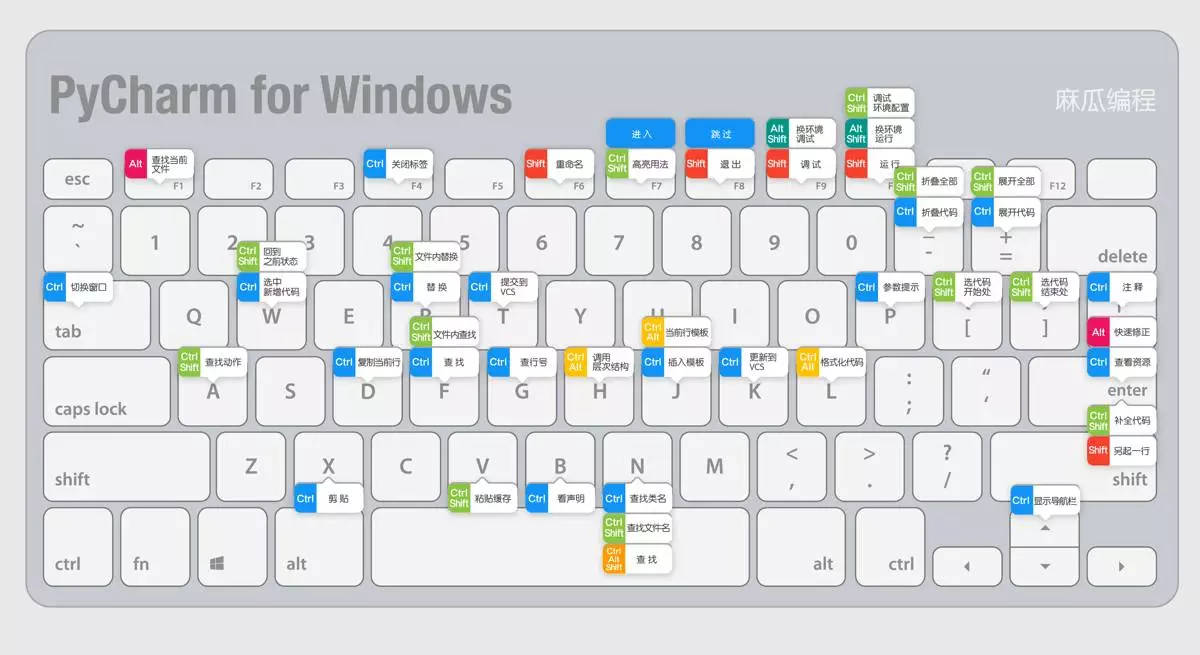 PyCharm for Windows
麻瓜编程
Ctrl Shift 调试
环境配置
进入
跳过
Alt Shift 换环境
调试
Alt Shift 换环境
运行
Alt 查找当前
文件
Ctrl 关闭标签
Shift 重命名
Ctrl Shift 高亮用法
Shift 退出
Shift 调试
Shift 运行
esc
F1
F2
F3
F4
F5
F6
F7
F8
F9
F12
Ctrl Shift 折叠全部
Ctrl Shift 展开全部
Ctrl 折叠代码
Ctrl 展开代码
~ `
1
2
3
4
5
6
7
8
9
0
_ -
+ =
delete
Ctrl Shift 回到
之前状态
Ctrl Shift 文件内替换
Ctrl 切换窗口
Ctrl 选中
新增代码
Ctrl 替换
Ctrl 提交到
VCS
Ctrl 参数提示
Ctrl Shift 选代码
开始处
Ctrl Shift 选代码
结束处
Ctrl 注释
tab
Q
W
E
R
T
Y
U
I
O
P
[
]
Ctrl Shift 文件内查找
Ctrl Alt 当前行模板
Alt 快速修正
Ctrl Shift 查找动作
Ctrl 复制当前行
Ctrl 查找
Ctrl 查行号
Ctrl Alt 调用
层次结构
Ctrl 插入模板
Ctrl 更新到
VCS
Ctrl Alt 格式化代码
Ctrl 查看资源
caps lock
A
S
D
F
G
H
J
K
L
: ;
“ ‘
enter
Ctrl Shift 补全代码
Shift 另起一行
shift
Z
X
C
V
B
N
M
< ,
> .
? /
shift
Ctrl 剪贴
Ctrl Shift 粘贴缓存
Ctrl 看声明
Ctrl 查找类名
Ctrl Shift 查找文件名
Ctrl Alt Shift 查找
Ctrl 显示导航栏
ctrl
fn
alt
alt
ctrl